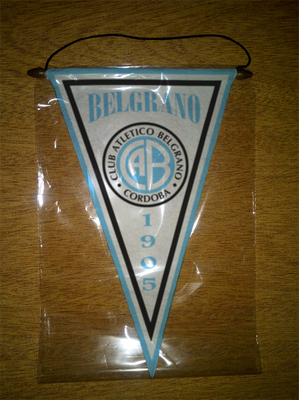 BELGRANO
CLUB ATLETICO BELGRANO
CAB
CORDOBA
1905